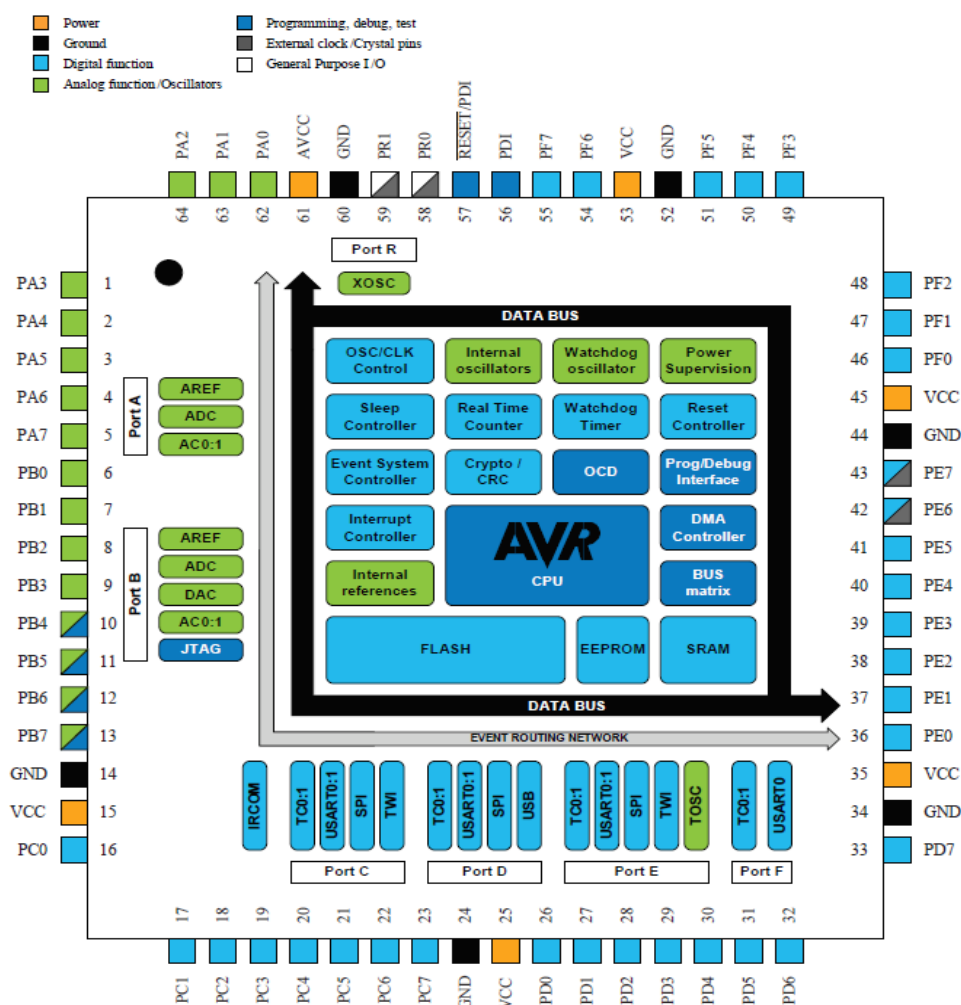 Power
Ground
Digital function
Analog function/Oscillators
Programming, debug, test
External clock/Crystal pins
General Purpose I/O
PA2
PA1
PA0
AVCC
GND
PR1
PR0
RESET/PDI
PDI
PF7
PF6
VCC
GND
PF5
PF4
PF3
64
63
62
61
60
59
58
57
56
55
54
53
52
51
50
49
PA3 1
PA4 2
PA5 3
PA6 4
PA7 5
PB0 6
PB1 7
PB2 8
PB3 9
PB4 10
PB5 11
PB6 12
PB7 13
GND 14
VCC 15
PC0 16
Port A
AREF
ADC
AC0:1
Port B
AREF
ADC
DAC
AC0:1
JTAG
Port R
XOSC
DATA BUS
OSC/CLK
Control
Internal
oscillators
Watchdog
oscillator
Power
Supervision
Sleep
Controller
Real Time
Counter
Watchdog
Timer
Reset
Controller
Event System
Controller
Crypto /
CRC
OCD
Prog/Debug
Interface
Interrupt
Controller
AVR
CPU
DMA
Controller
Internal
references
BUS
matrix
FLASH
EEPROM
SRAM
DATA BUS
EVENT ROUTING NETWORK
48 PF2
47 PF1
46 PF0
45 VCC
44 GND
43 PE7
42 PE6
41 PE5
40 PE4
39 PE3
38 PE2
37 PE1
36 PE0
35 VCC
34 GND
33 PD7
IRCOM
TC0:1
USART0:1
SPI
TWI
Port C
TC0:1
USART0:1
SPI
USB
Port D
TC0:1
USART0:1
SPI
TWI
TOSC
Port E
TC0:1
USART0
Port F
17
18
19
20
21
22
23
24
25
26
27
28
29
30
31
32
PC1
PC2
PC3
PC4
PC5
PC6
PC7
GND
VCC
PD0
PD1
PD2
PD3
PD4
PD5
PD6